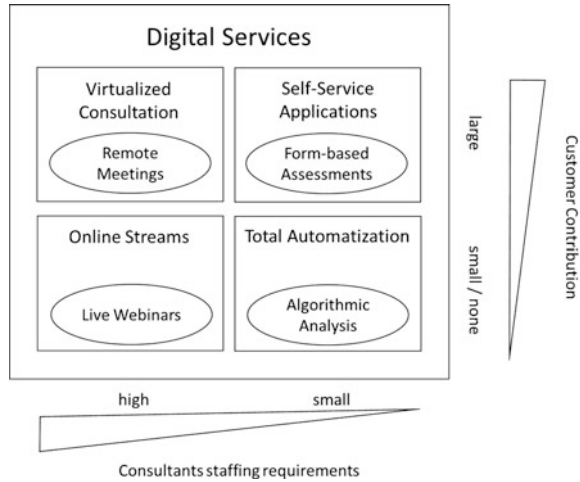 Digital Services
Virtualized
Consultation
Remote
Meetings
Self-Service
Applications
Form-based
Assessments
Online Streams
Live Webinars
Total Automatization
Algorithmic
Analysis
large
small / none
Customer Contribution
high
small
Consultants staffing requirements